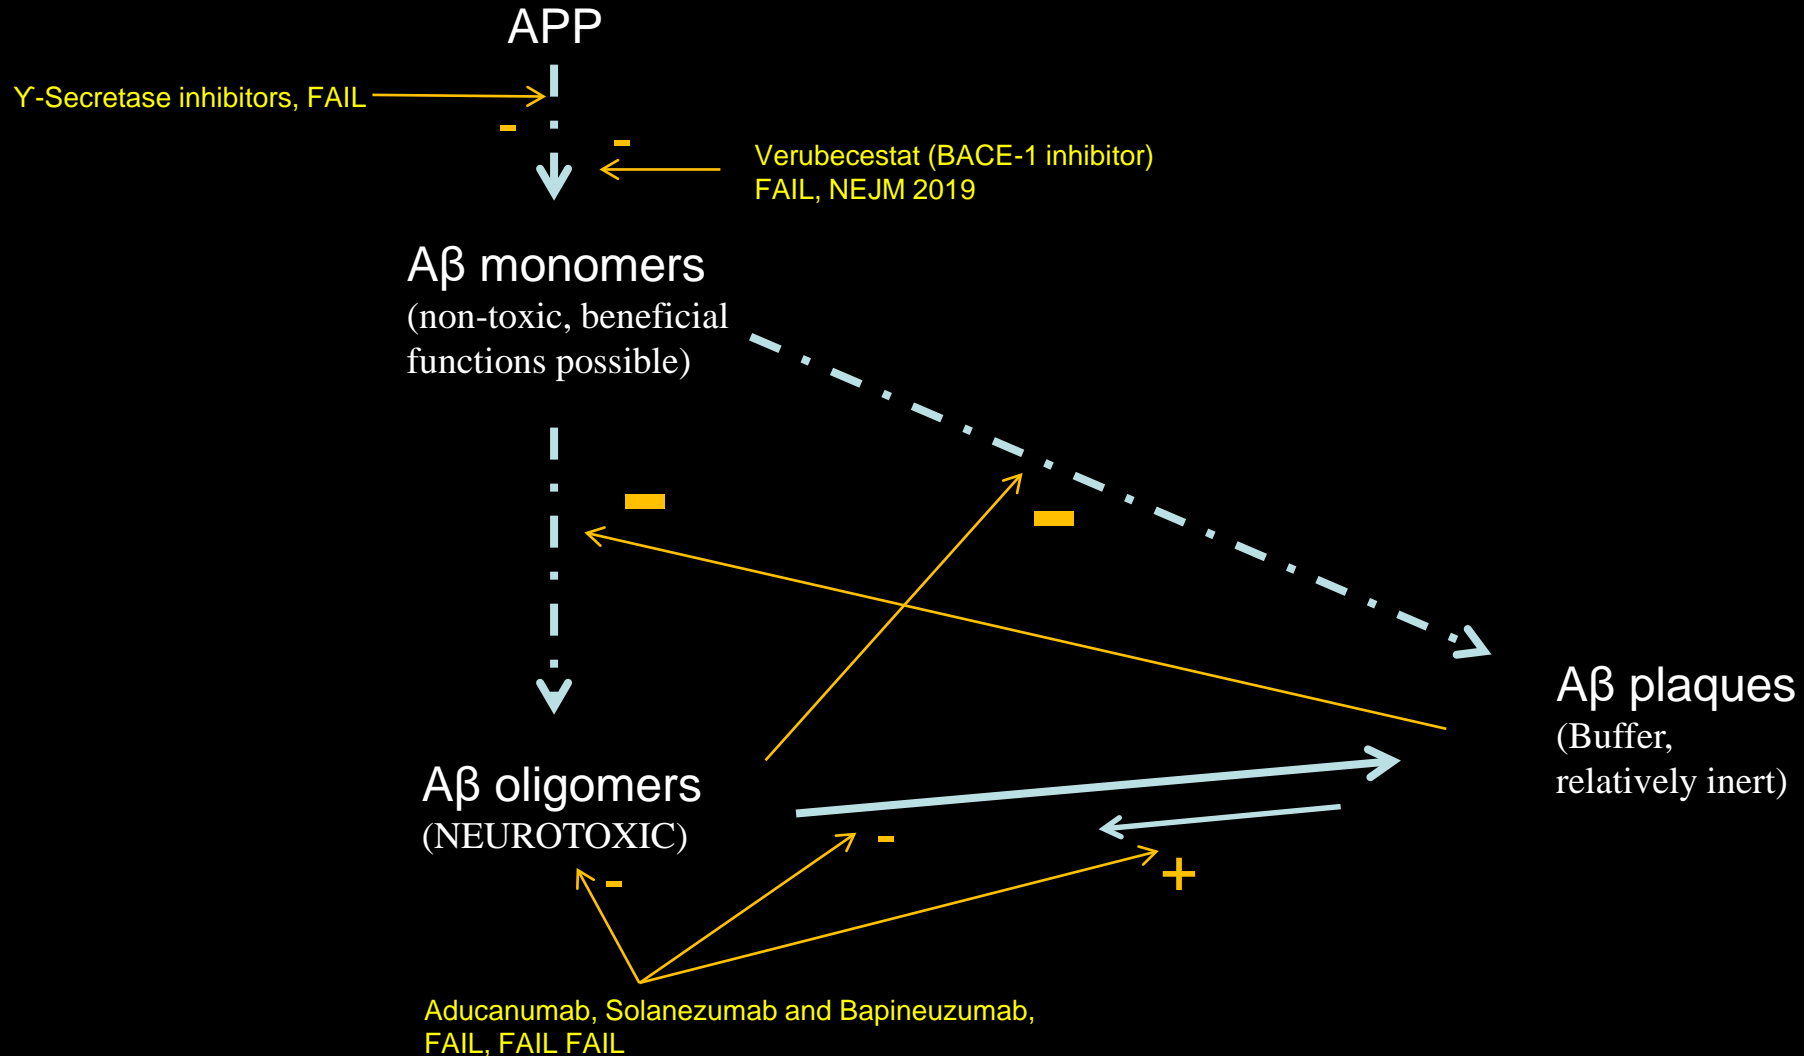 APP
ϒ-Secretase inhibitors, FAIL
-
-
Verubecestat (BACE-1 inhibitor)
FAIL, NEJM 2019
Aβ monomers
(non-toxic, beneficial
functions possible)
-
-
Aβ plaques
(Buffer,
relatively inert)
Aβ oligomers
(NEUROTOXIC)
-
-
+
Aducanumab, Solanezumab and Bapineuzumab,
FAIL, FAIL FAIL